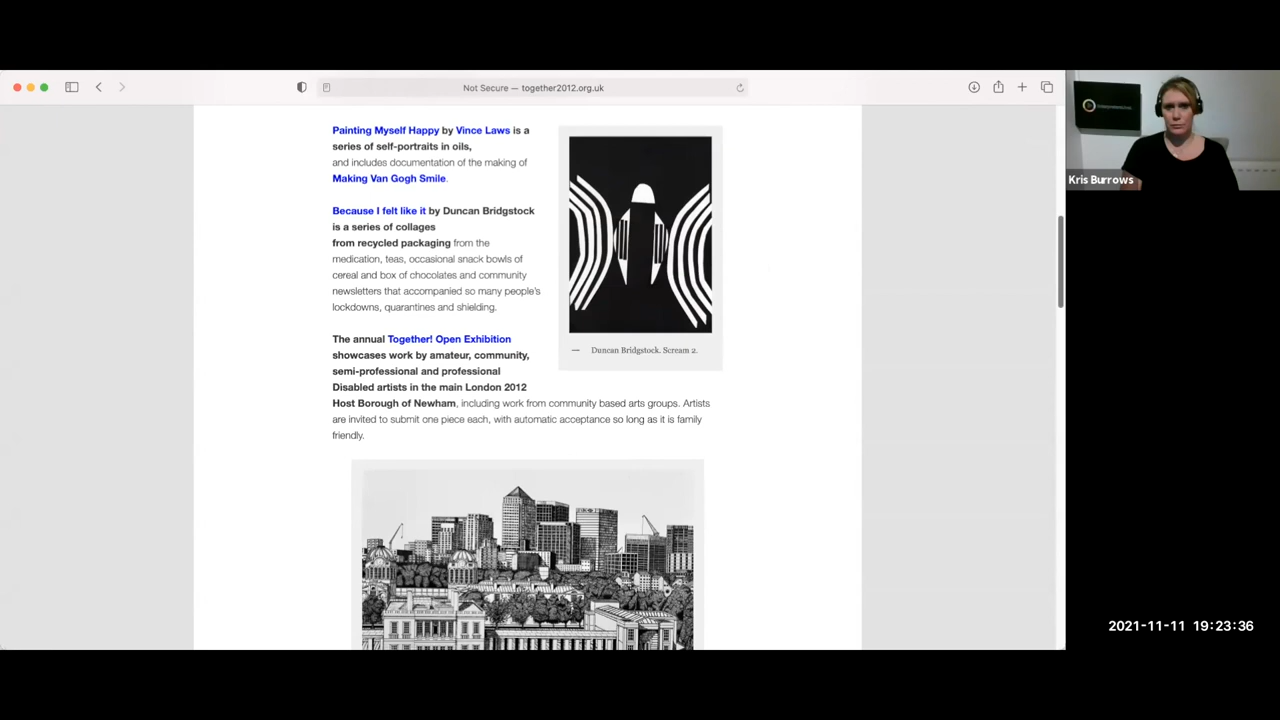 Not Secure — together2012.org.uk
Painting Myself Happy by Vince Laws is a
series of self-portraits in oils,
and includes documentation of the making of
Making Van Gogh Smile.
Because I felt like it by Duncan Bridgstock
is a series of collages
from recycled packaging from the
medication, teas, occasional snack bowls of
cereal and box of chocolates and community
newsletters that accompanied so many people's
lockdowns, quarantines and shielding.
— Duncan Bridgstock. Scream 2.
The annual Together! Open Exhibition
showcases work by amateur, community,
semi-professional and professional
Disabled artists in the main London 2012
Host Borough of Newham, including work from community based arts groups. Artists
are invited to submit one piece each, with automatic acceptance so long as it is family
friendly.
Kris Burrows
2021-11-11 19:23:36